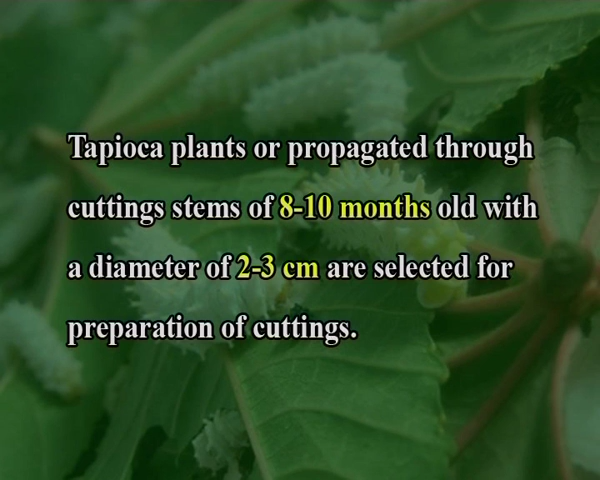 Tapioca plants or propagated through
cuttings stems of 8-10 months old with
a diameter of 2-3 cm are selected for
preparation of cuttings.